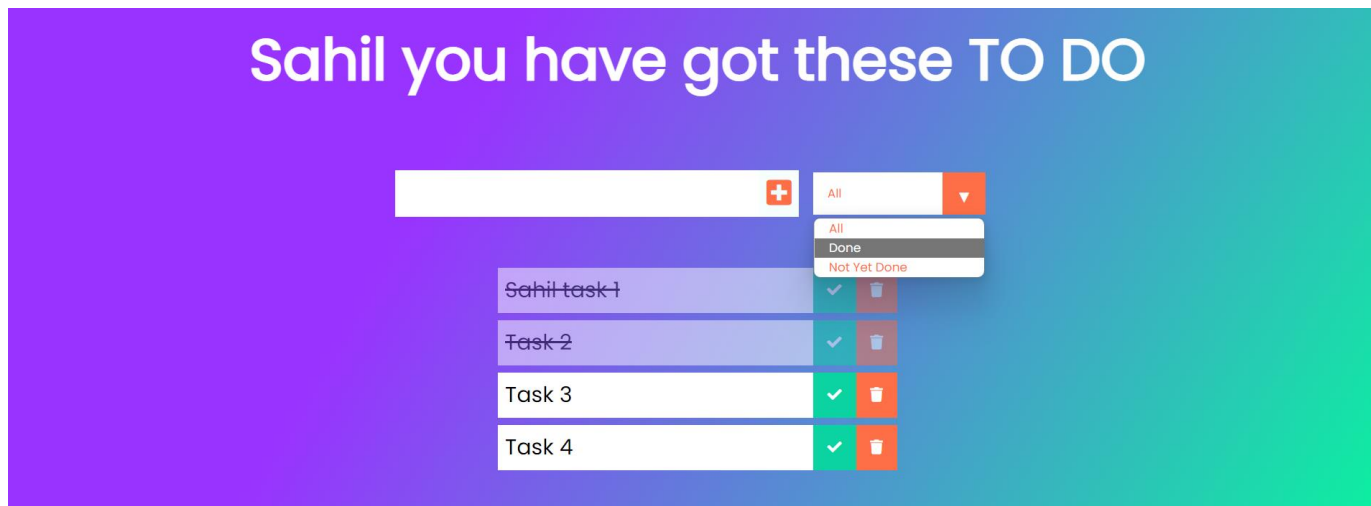 Sahil you have got these TO DO
All
All
Done
Not Yet Done
Sahil task 1
Task 2
Task 3
Task 4